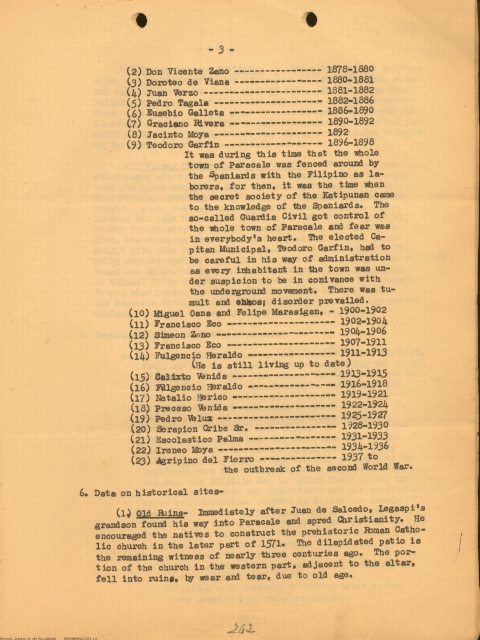 - 3 -
(2) Don Vicente Zano ----------------- 1878-1880
(3) Doroteo de Viana ----------------- 1880-1881
(4) Juan Verzo ----------------------- 1881-1882
(5) Pedro Tagala --------------------- 1882-1886
(6) Eusebio Galleta ------------------ 1886-1890
(7) Graciano Rivera ------------------ 1890-1892
(8) Jacinto Moya --------------------- 1892
(9) Teodoro Garfin ------------------- 1896-1898
It was during this time that the whole
town of Paracale was fenced around by
the Spaniards with the Filipino as la-
borers, for then, it was the time when
the secret society of the Katipunan came
to the knowledge of the Spaniards. The
so-called Guardia Civil got control of
the whole town of Paracale and fear was
in everybody's heart. The elected Ca-
pitan Municipal, Teodoro Garfin, had to
be careful in his way of administration
as every inhabitant in the town was un-
der suspicion to be in conivance with
the underground movement. There was tu-
mult and chaos; disorder prevailed.
(10) Miguel Oana and Felipe Marasigan, - 1900-1902
(11) Francisco Eco ------------------- 1902-1904
(12) Simeon Zeno --------------------- 1904-1906
(13) Francisco Eco ------------------- 1907-1911
(14) Fulgencio Heraldo --------------- 1911-1913
(He is still living up to date)
(15) Calixto Venida ------------------ 1913-1915
(16) Fulgencio Heraldo --------------- 1916-1918
(17) Natalio Herico ------------------ 1919-1921
(18) Preceso Venida ------------------ 1922-1924
(19) Pedro Velux --------------------- 1925-1927
(20) Serapion Oribe Sr. -------------- 1928-1930
(21) Escolastico Palma --------------- 1931-1933
(22) Ireneo Moya --------------------- 1934-1936
(23) Agripino del Fierro ------------- 1937 to
the outbreak of the second World War.
6. Data on historical sites-
(1) Old Ruins- Immediately after Juan de Salcedo, Legaspi's
grandson found his way into Paracale and spred Christianity. He
encouraged the natives to construct the prehistoric Roman Catho-
lic church in the later part of 1571. The dilapidated patio is
the remaining witness of nearly three centuries ago. The por-
tion of the church in the western part, adjacent to the altar,
fell into ruins, by wear and tear, due to old age.
242